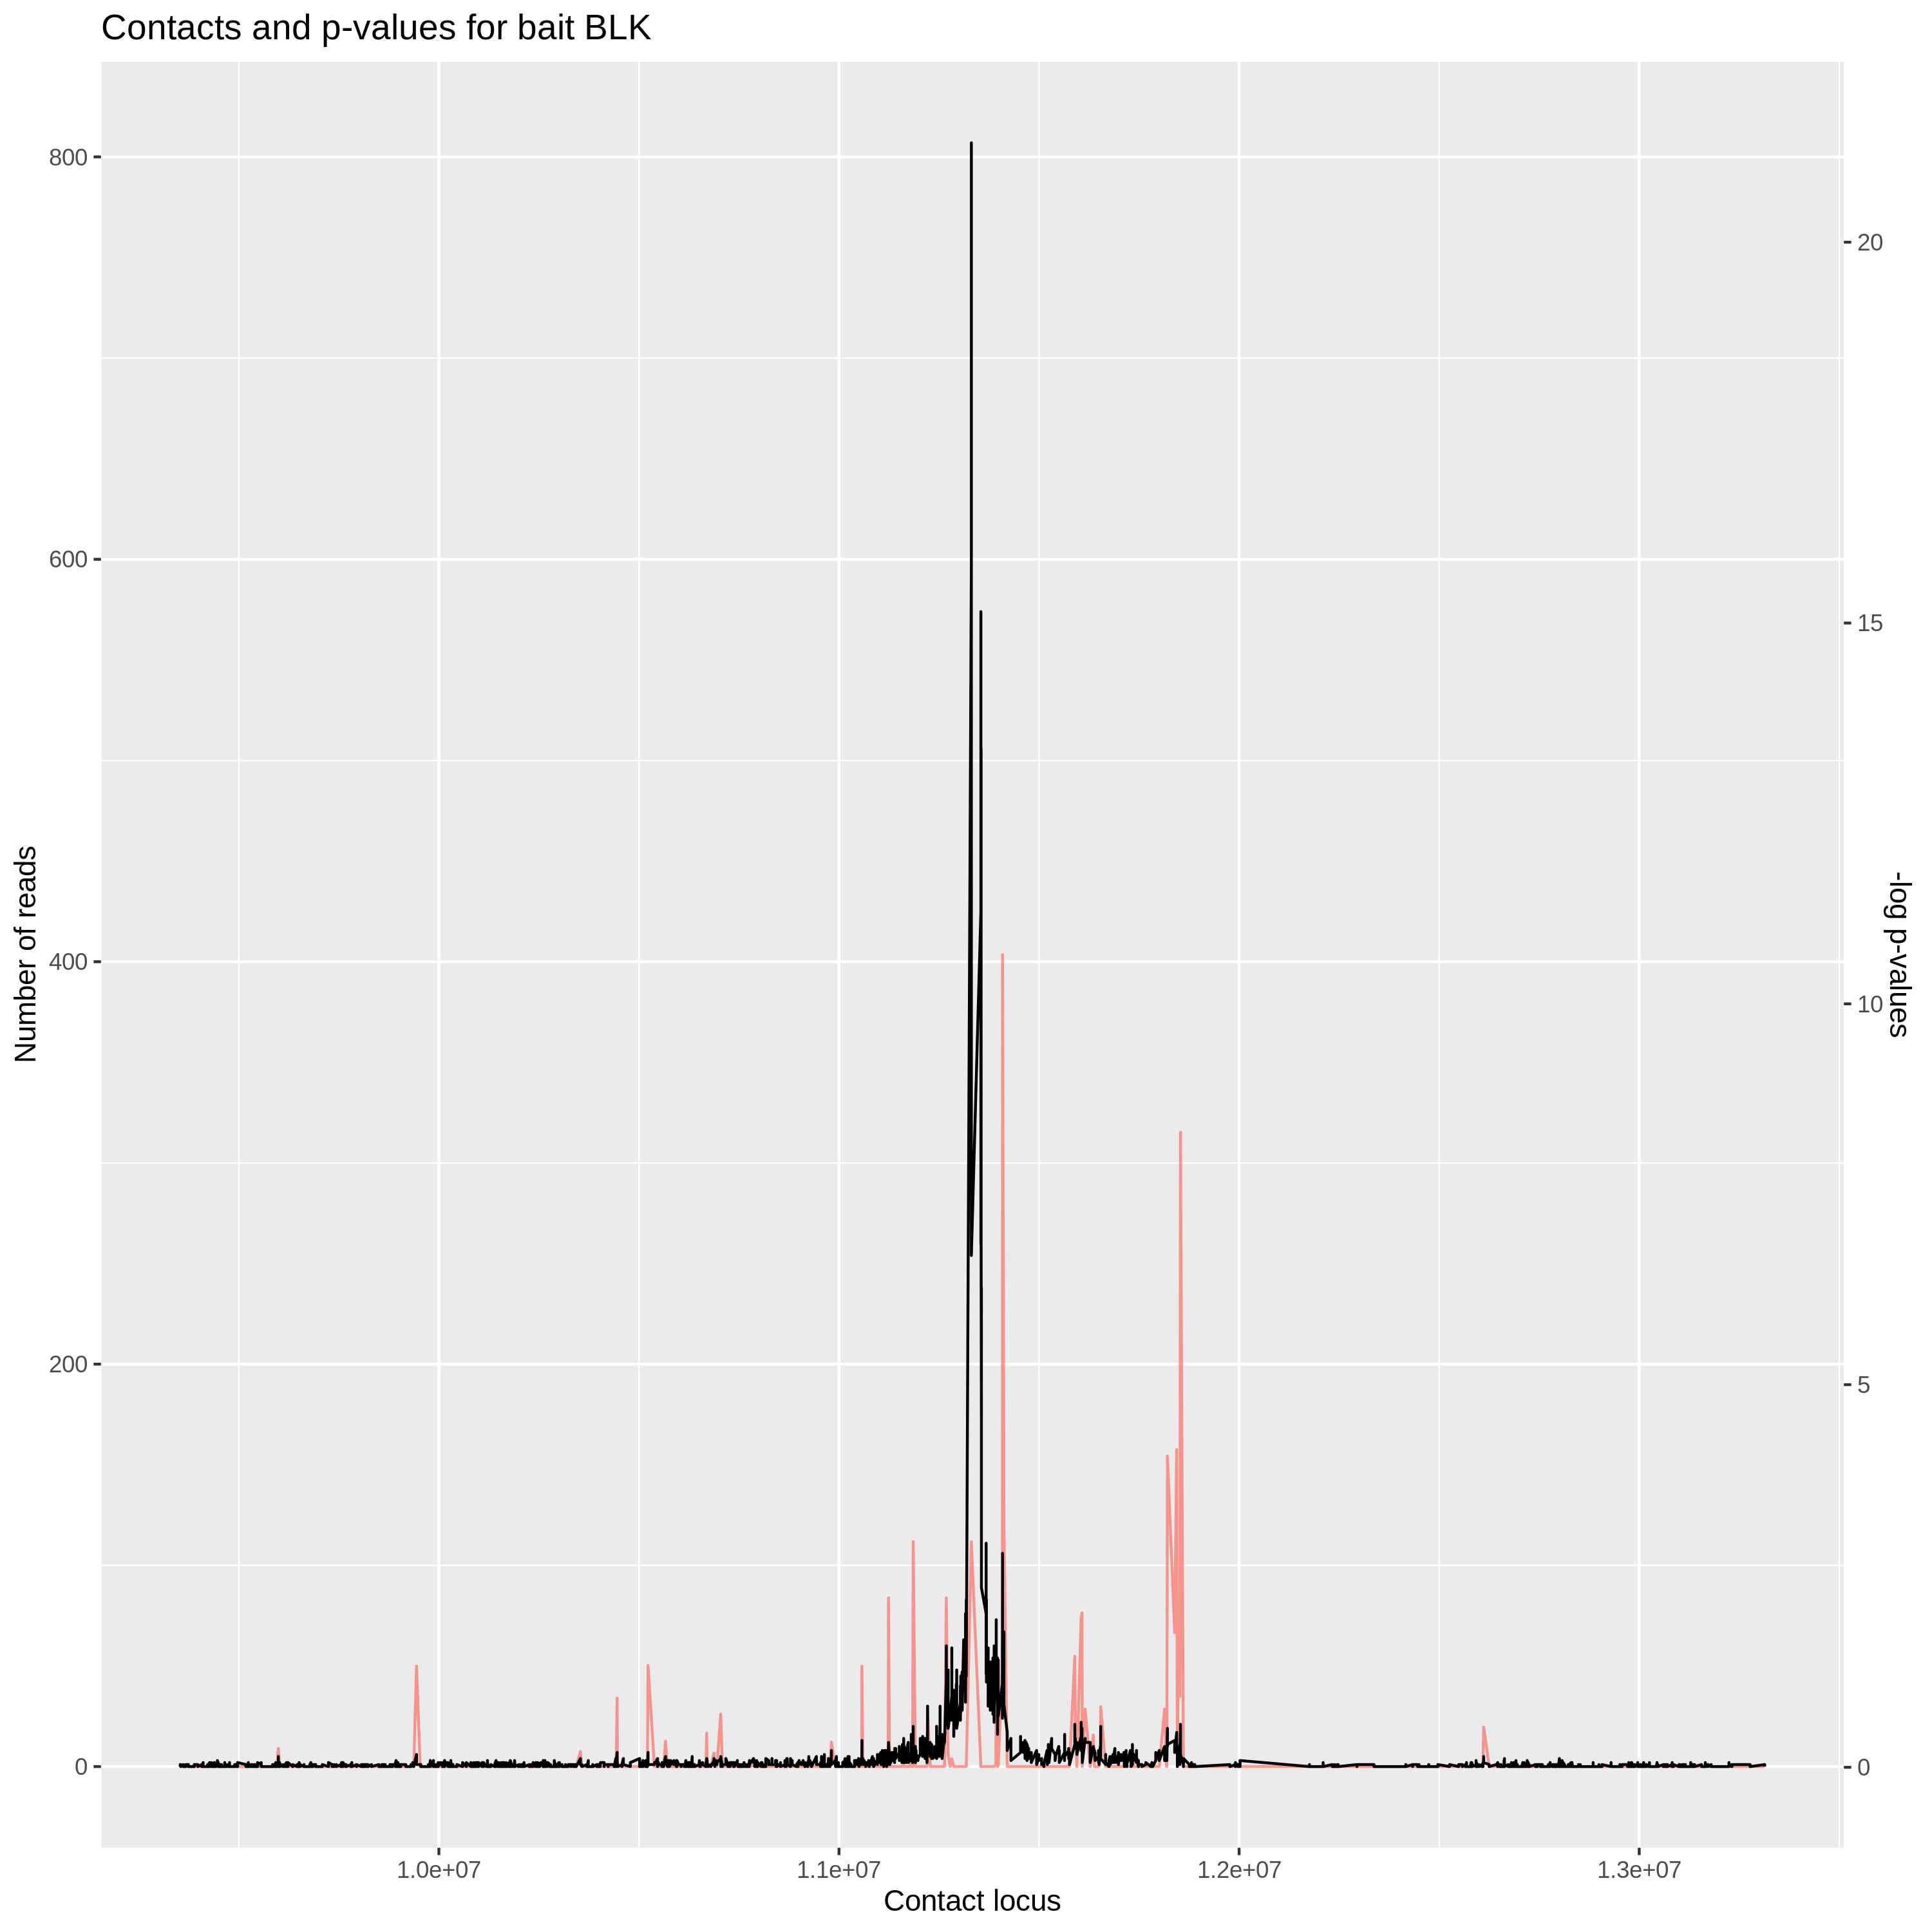 Contacts and p-values for bait BLK
800
600
400
200
0
Number of reads
20
15
10
5
0
-log p-values
1.0e+07 1.1e+07 1.2e+07 1.3e+07
Contact locus